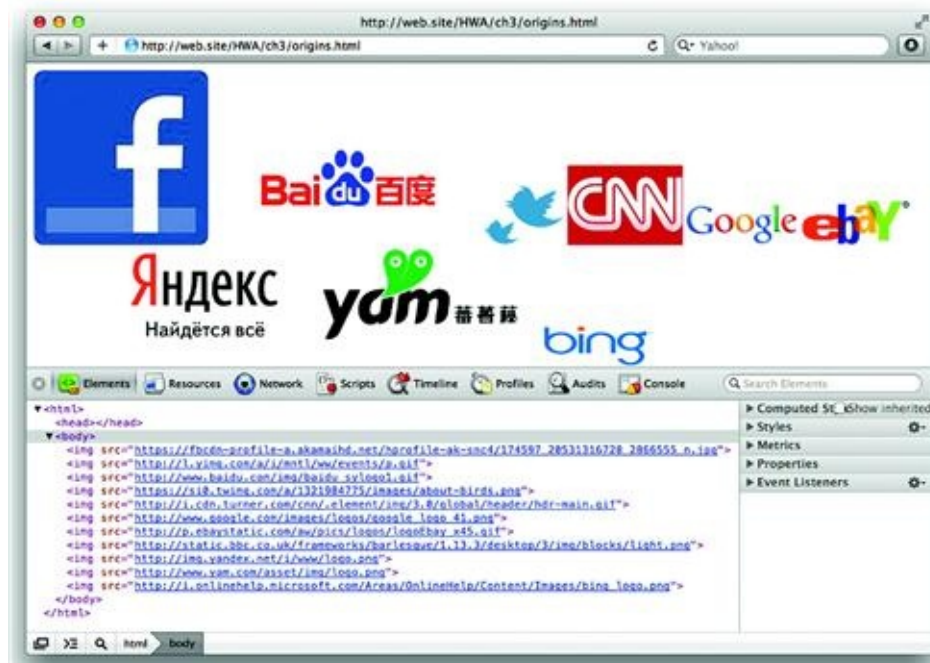 http://web.site/HWA/ch3/origins.html
http://web.site/HWA/ch3/origins.html
Yahoo!
f
Baidu百度
CNN
Google
ebaY
Яндекс
Найдётся всё
yam 蕃薯藤
bing
Elements Resources Network Scripts Timeline Profiles Audits Console Search Elements
<html>
<head></head>
<body>
<img src="https://fbcdn-profile-a.akamaihd.net/hprofile-ak-snc4/174597_20531316728_2866555_n.jpg">
<img src="http://l.yimg.com/a/i/mntl/ww/events/p.gif">
<img src="http://www.baidu.com/img/baidu_sylogo1.gif">
<img src="https://si0.twimg.com/a/1321984775/images/about-birds.png">
<img src="http://i.cdn.turner.com/cnn/.element/img/3.0/global/header/hdr-main.gif">
<img src="http://www.google.com/images/logos/google_logo_41.png">
<img src="http://p.ebaystatic.com/aw/pics/logos/logoEbay_x45.gif">
<img src="http://static.bbc.co.uk/frameworks/barlesque/1.13.3/desktop/3/img/blocks/light.png">
<img src="http://img.yandex.net/i/www/logo.png">
<img src="http://www.yam.com/asset/img/logo.png">
<img src="http://i.onlinehelp.microsoft.com/Areas/OnlineHelp/Content/Images/bing_logo.png">
</body>
</html>
Computed St Show inherited
Styles
Metrics
Properties
Event Listeners
html body